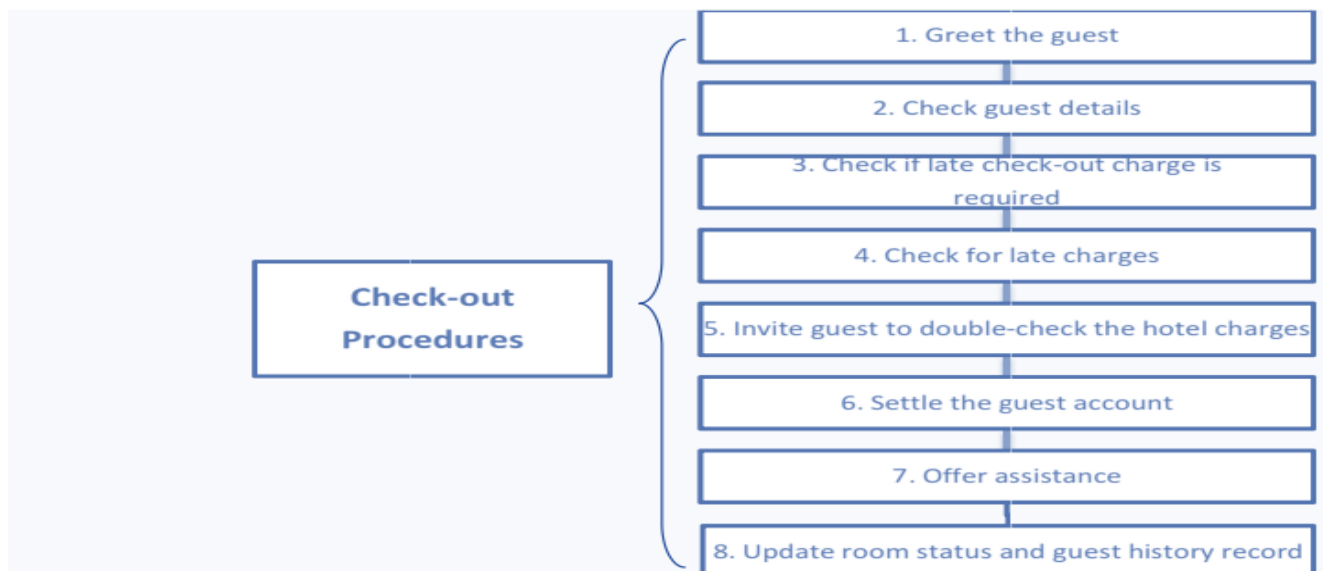 Check-out
Procedures
1. Greet the guest
2. Check guest details
3. Check if late check-out charge is
required
4. Check for late charges
5. Invite guest to double-check the hotel charges
6. Settle the guest account
7. Offer assistance
8. Update room status and guest history record